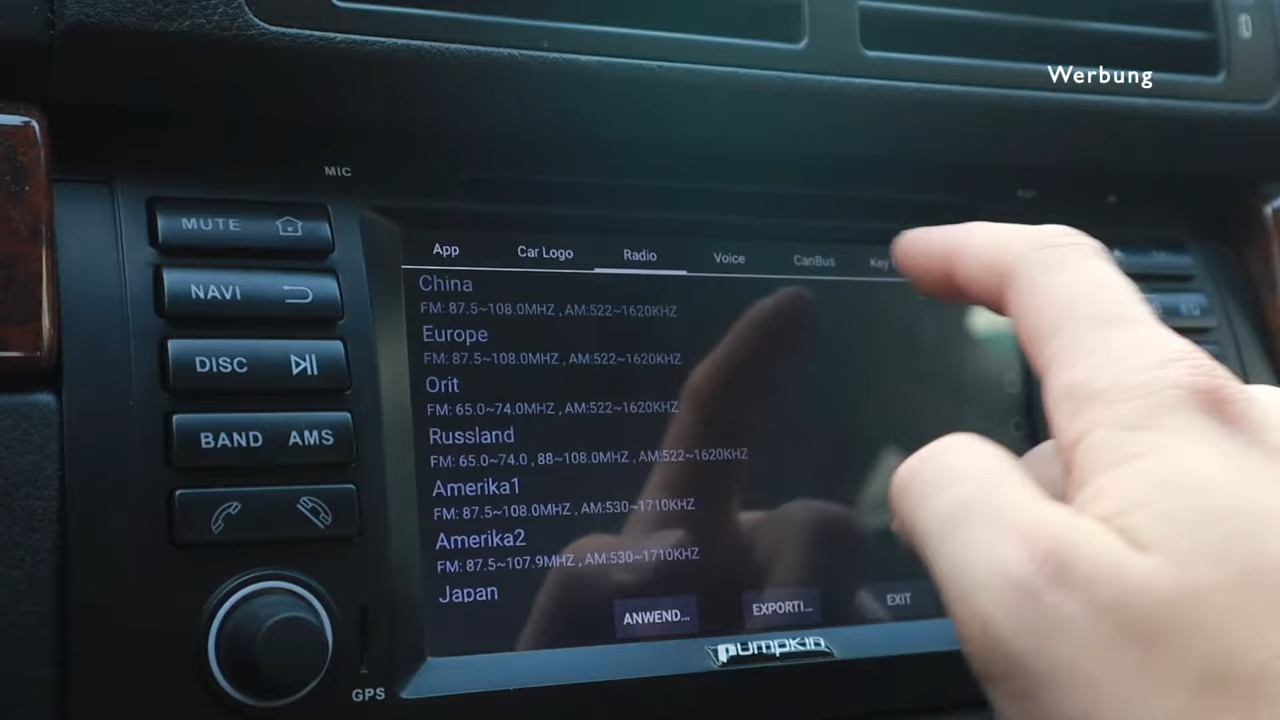 Werbung
MIC
MUTE
NAVI
DISC
BAND AMS
GPS
App Car Logo Radio Voice CanBus Key
China
FM: 87.5~108.0MHZ , AM:522~1620KHZ
Europe
FM: 87.5~108.0MHZ , AM:522~1620KHZ
Orit
FM: 65.0~74.0MHZ , AM:522~1620KHZ
Russland
FM: 65.0~74.0 , 88~108.0MHZ , AM:522~1620KHZ
Amerika1
FM: 87.5~108.0MHZ , AM:530~1710KHZ
Amerika2
FM: 87.5~107.9MHZ , AM:530~1710KHZ
Japan
ANWEND... EXPORTI... EXIT
PUMPKIN